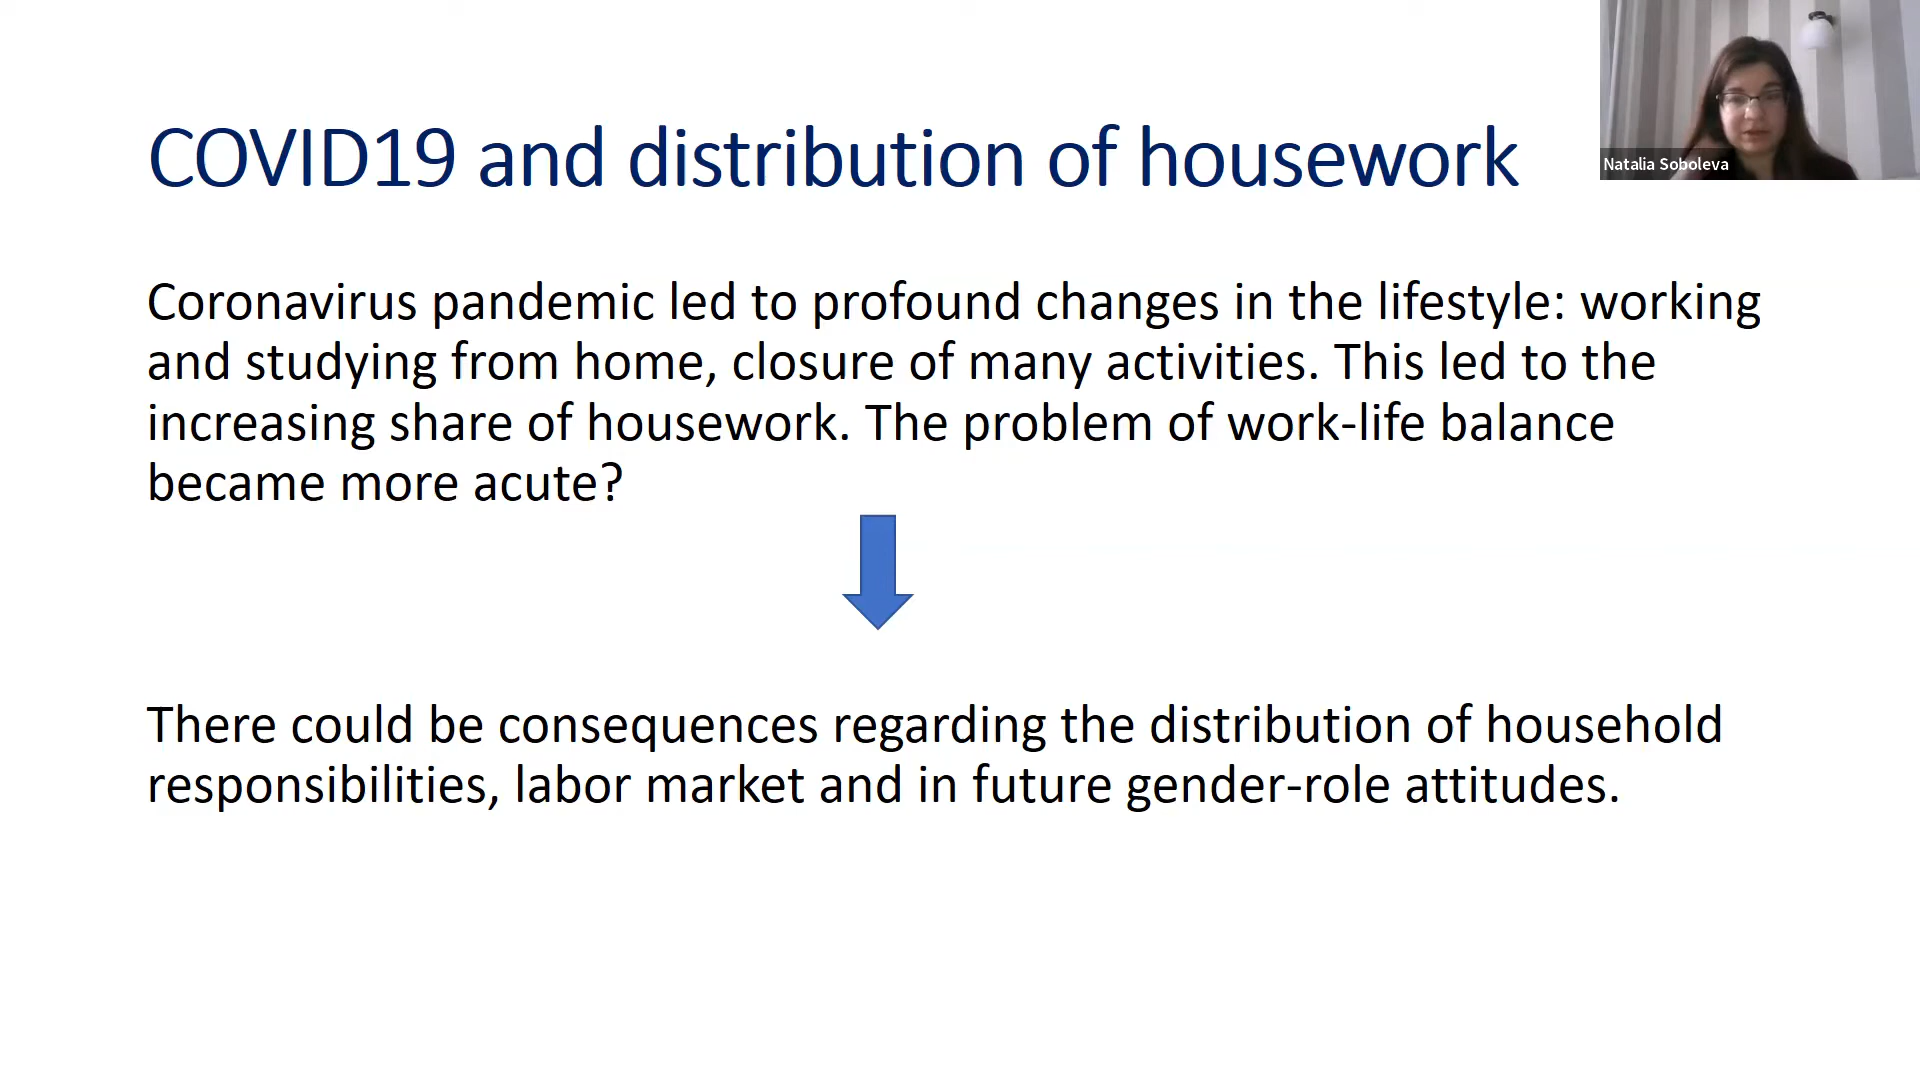 COVID19 and distribution of housework
Natalia Soboleva
Coronavirus pandemic led to profound changes in the lifestyle: working
and studying from home, closure of many activities. This led to the
increasing share of housework. The problem of work-life balance
became more acute?
There could be consequences regarding the distribution of household
responsibilities, labor market and in future gender-role attitudes.